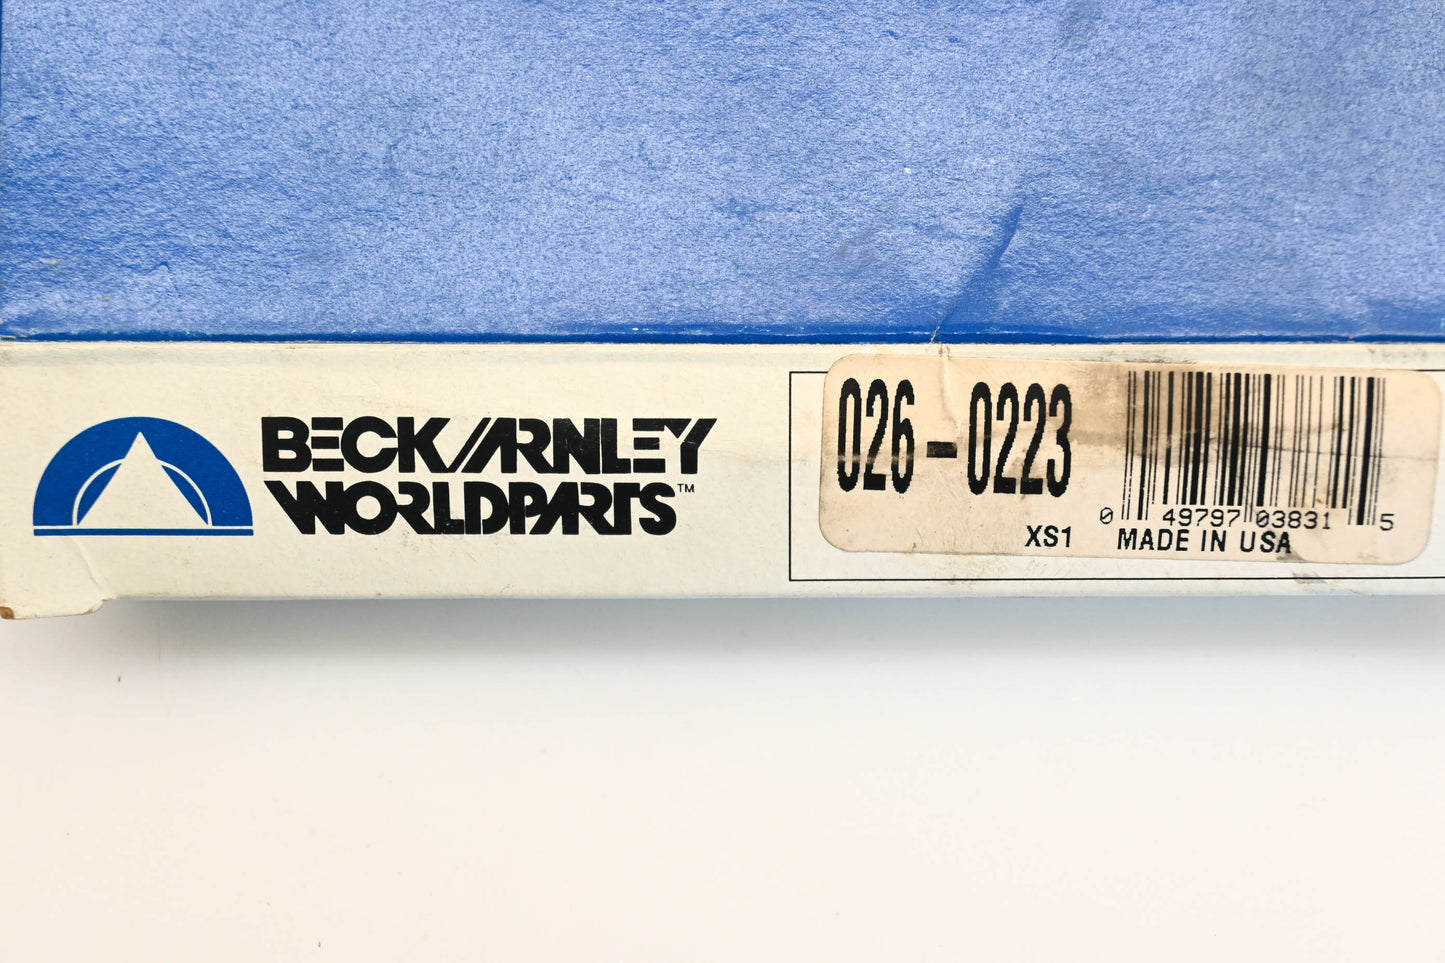 BECK/ARNLEY
WORLDPARTS™
026-0223
0 49797 03831 5
XS1 MADE IN USA